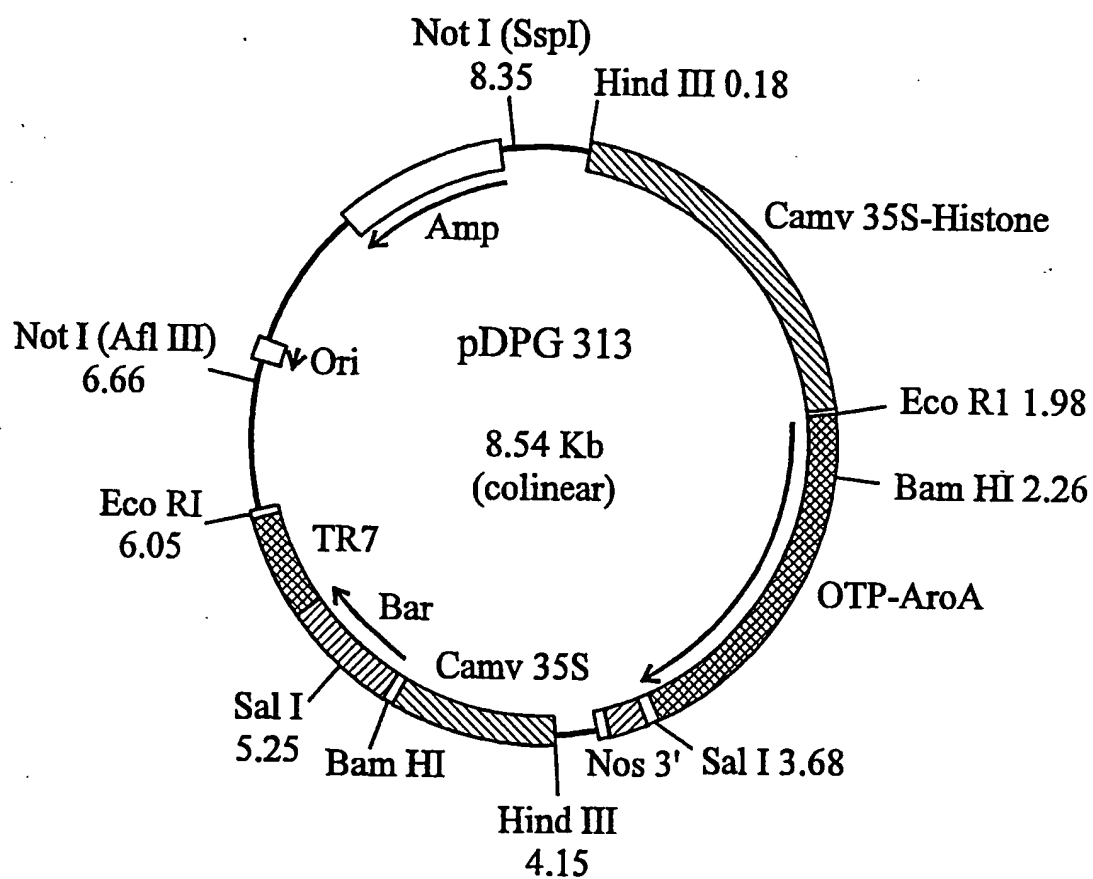 Not I (SspI)
8.35
Hind III 0.18
Camv 35S-Histone
Amp
Not I (Afl III)
6.66
Ori
pDPG 313
8.54 Kb
(colinear)
Eco R1 1.98
Bam HI 2.26
Eco RI
6.05
TR7
Bar
OTP-AroA
Camv 35S
Sal I
5.25
Bam HI
Nos 3'
Sal I 3.68
Hind III
4.15